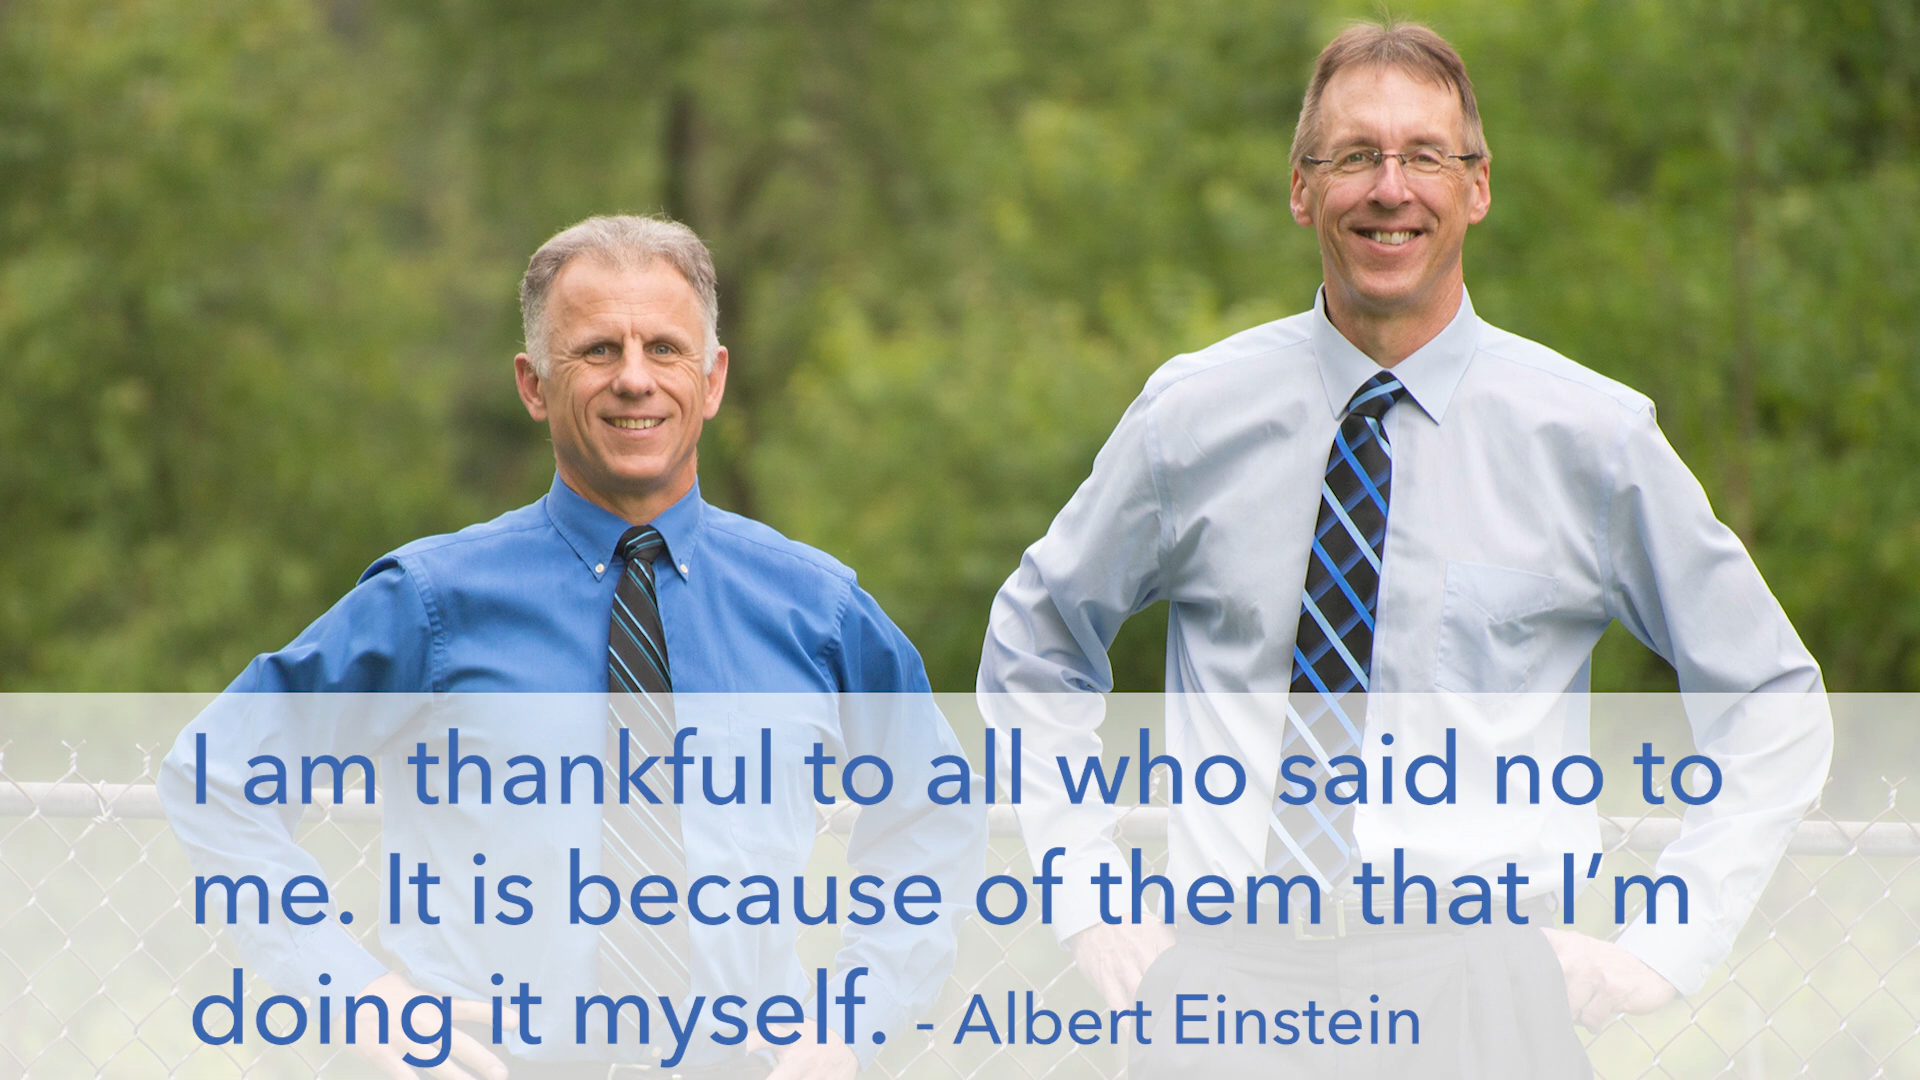 I am thankful to all who said no to
me. It is because of them that I’m
doing it myself. - Albert Einstein